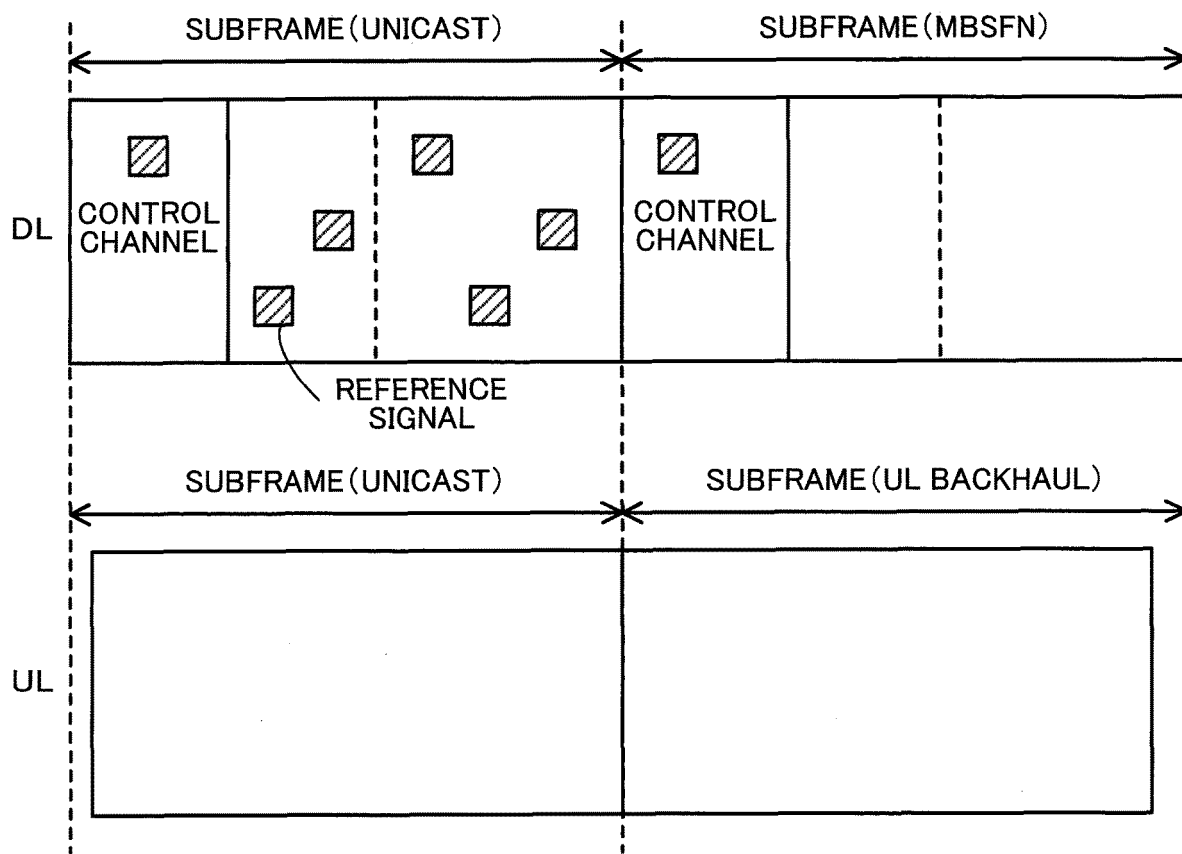 SUBFRAME(UNICAST)
SUBFRAME(MBSFN)
DL
CONTROL
CHANNEL
CONTROL
CHANNEL
REFERENCE
SIGNAL
SUBFRAME(UNICAST)
SUBFRAME(UL BACKHAUL)
UL